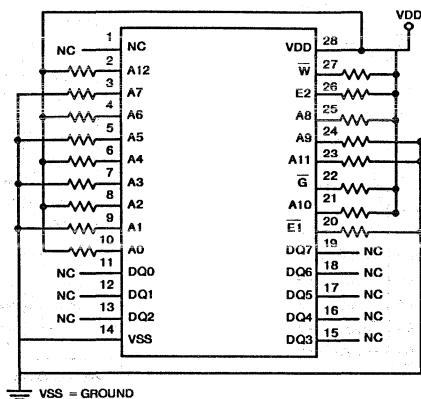 VDD
1 28
NC NC VDD
2 27
A12 W
3 26
A7 E2
4 25
A6 A8
5 24
A5 A9
6 23
A4 A11
7 22
A3 G
8 21
A2 A10
9 20
A1 E1
10 19
A0 DQ7 NC
11 18
NC DQ0 DQ6 NC
12 17
NC DQ1 DQ5 NC
13 16
NC DQ2 DQ4 NC
14 15
VSS DQ3 NC
VSS = GROUND